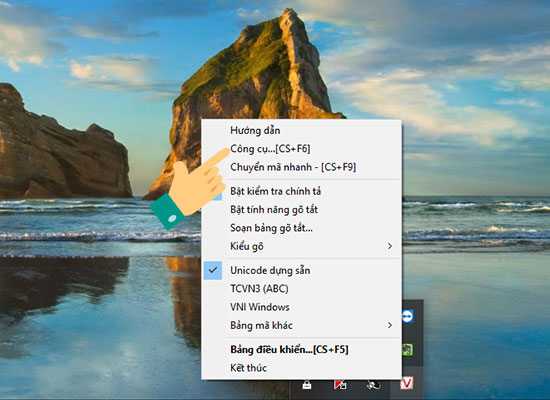 Hướng dẫn
Công cụ...[CS+F6]
Chuyển mã nhanh - [CS+F9]
Bật kiểm tra chính tả
Bật tính năng gõ tắt
Soạn bảng gõ tắt...
Kiểu gõ
Unicode dựng sẵn
TCVN3 (ABC)
VNI Windows
Bảng mã khác
Bảng điều khiển...[CS+F5]
Kết thúc
V